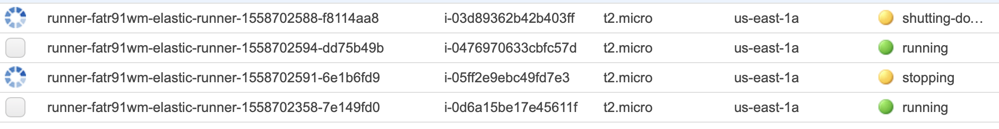 runner-fatr91wm-elastic-runner-1558702588-f8114aa8 i-03d89362b42b403ff t2.micro us-east-1a shutting-do…
runner-fatr91wm-elastic-runner-1558702594-dd75b49b i-0476970633cbfc57d t2.micro us-east-1a running
runner-fatr91wm-elastic-runner-1558702591-6e1b6fd9 i-05ff2e9ebc49fd7e3 t2.micro us-east-1a stopping
runner-fatr91wm-elastic-runner-1558702358-7e149fd0 i-0d6a15be17e45611f t2.micro us-east-1a running